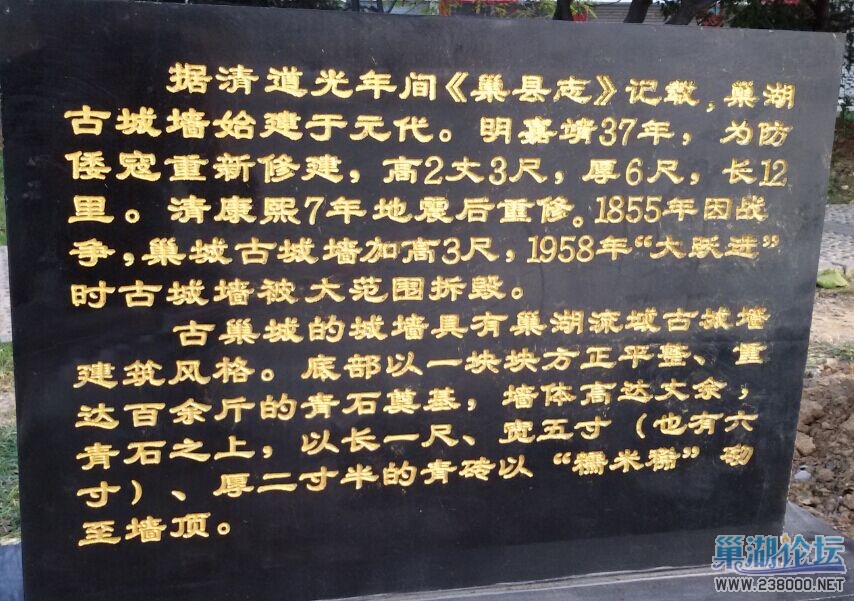 据清道光年间《巢县志》记载,巢湖
古城墙始建于元代。明嘉靖37年,为防
倭寇重新修建,高2丈3尺,厚6尺,长12
里。清康熙7年地震后重修。1855年因战
争,巢城古城墙加高3尺,1958年“大跃进”
时古城墙被大范围拆毁。
古巢城的城墙具有巢湖流域古城墙
建筑风格。底部以一块块方正平整、重
达百余斤的青石奠基,墙体高达丈余,
青石之上,以长一尺、宽五寸(也有六
寸)、厚二寸半的青砖以“糯米稀”砌
至墙顶。
巢湖论坛
WWW.238000.NET